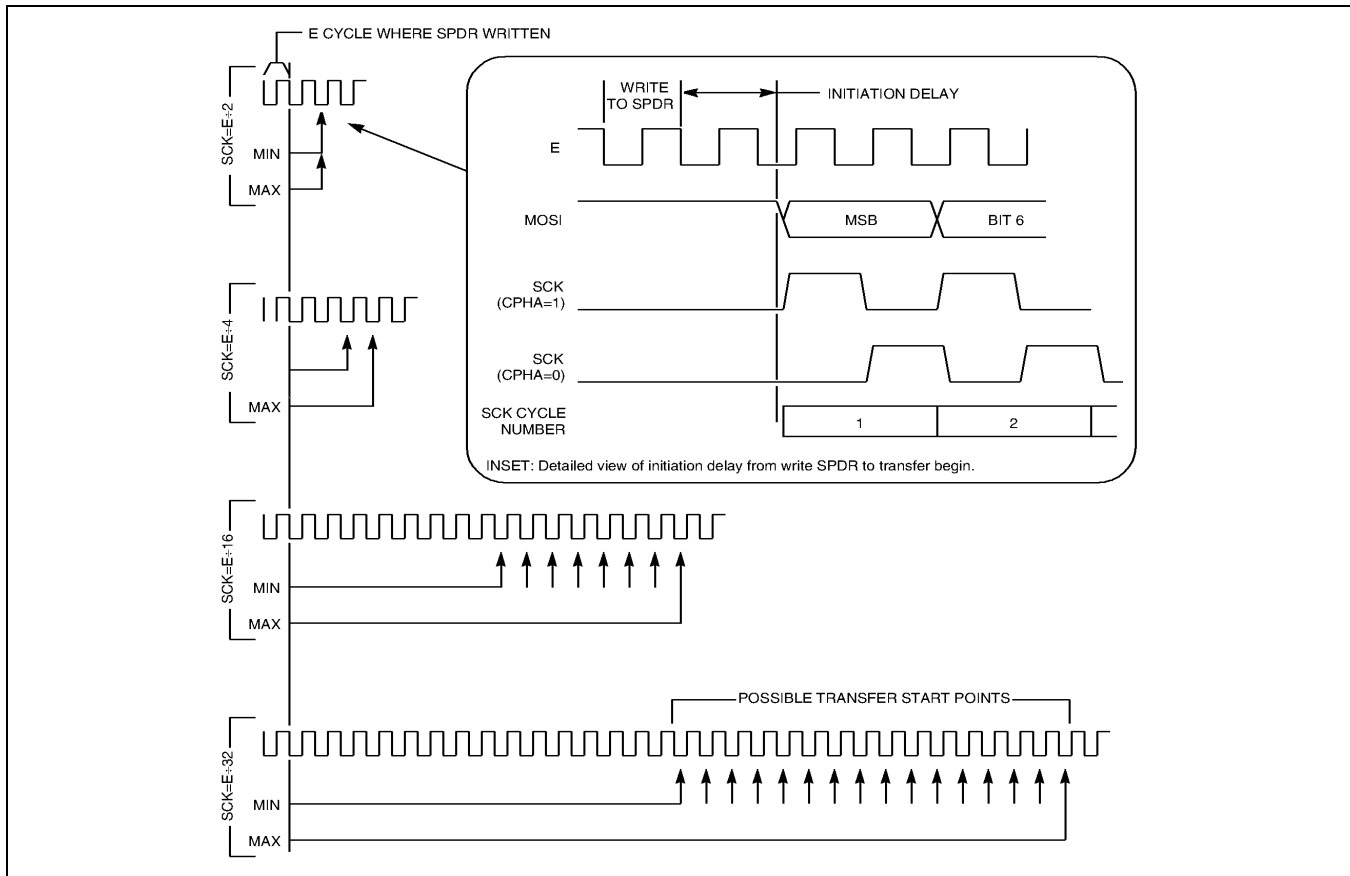 E CYCLE WHERE SPDR WRITTEN
SCK=E÷2
MIN
MAX
WRITE
TO SPDR
INITIATION DELAY
E
MOSI
MSB
BIT 6
SCK
(CPHA=1)
SCK
(CPHA=0)
SCK CYCLE
NUMBER
1
2
INSET: Detailed view of initiation delay from write SPDR to transfer begin.
SCK=E÷4
MAX
SCK=E÷16
MIN
MAX
POSSIBLE TRANSFER START POINTS
SCK=E÷32
MIN
MAX